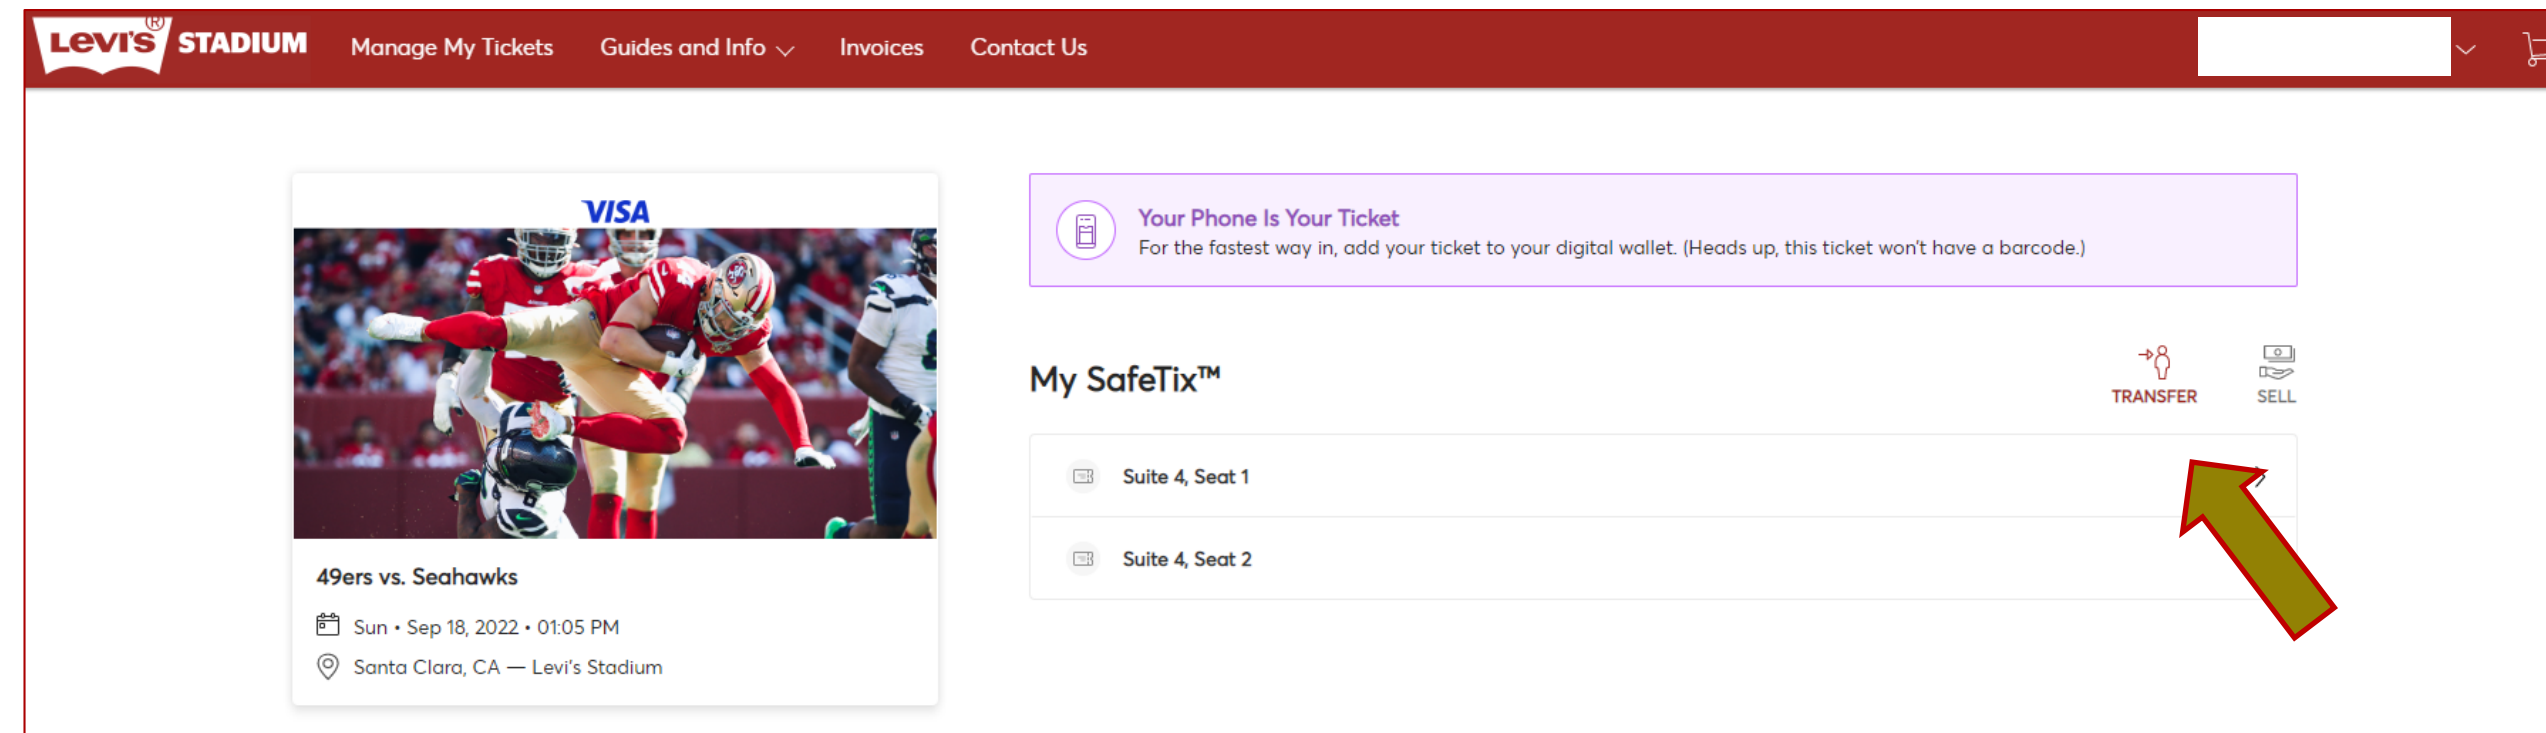 LEVI'S® STADIUM
Manage My Tickets
Guides and Info
Invoices
Contact Us
VISA
49ers vs. Seahawks
Sun • Sep 18, 2022 • 01:05 PM
Santa Clara, CA — Levi's Stadium
Your Phone Is Your Ticket
For the fastest way in, add your ticket to your digital wallet. (Heads up, this ticket won't have a barcode.)
My SafeTix™
TRANSFER
SELL
Suite 4, Seat 1
Suite 4, Seat 2